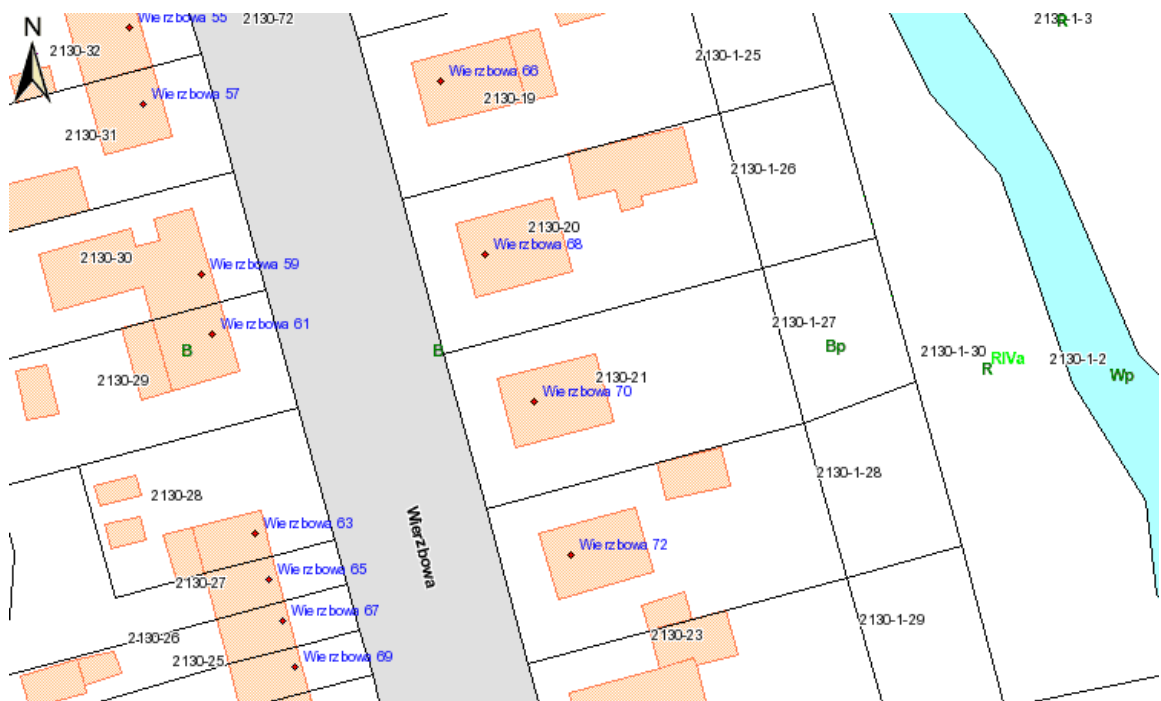 Wierzbowa 55
2130-72
2130-1-3
R
N
2130-32
2130-1-25
Wierzbowa 66
Wierzbowa 57
2130-19
2130-31
2130-1-26
2130-20
Wierzbowa 68
2130-30
Wierzbowa 59
2130-1-27
Wierzbowa 61
B
B
Bp
2130-1-30
RIVa
2130-1-2
R
Wp
2130-29
2130-21
Wierzbowa 70
2130-1-28
2130-28
Wierzbowa 63
Wierzbowa
Wierzbowa 72
Wierzbowa 65
2130-27
Wierzbowa 67
2130-1-29
2130-26
2130-23
Wierzbowa 69
2130-25